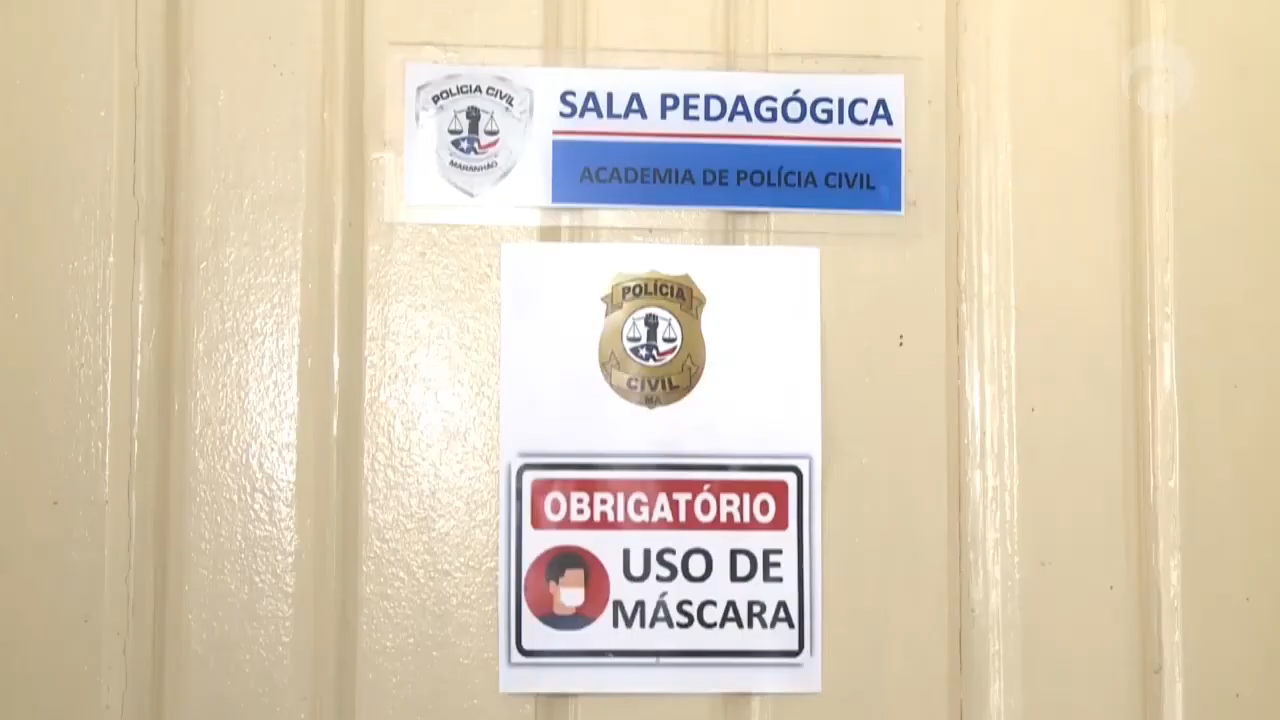 POLÍCIA CIVIL
MARANHÃO
SALA PEDAGÓGICA
ACADEMIA DE POLÍCIA CIVIL
POLÍCIA
CIVIL
MA
OBRIGATÓRIO
USO DE
MÁSCARA